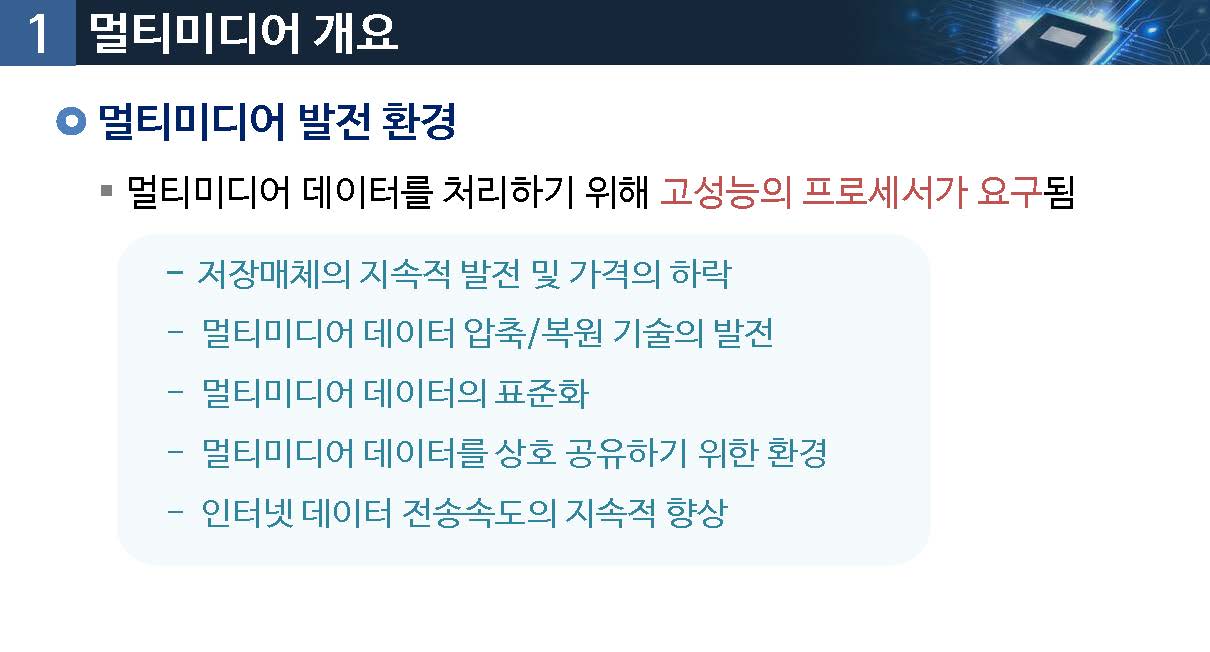 1 멀티미디어 개요
멀티미디어 발전 환경
멀티미디어 데이터를 처리하기 위해 고성능의 프로세서가 요구됨
- 저장매체의 지속적 발전 및 가격의 하락
- 멀티미디어 데이터 압축/복원 기술의 발전
- 멀티미디어 데이터의 표준화
- 멀티미디어 데이터를 상호 공유하기 위한 환경
- 인터넷 데이터 전송속도의 지속적 향상